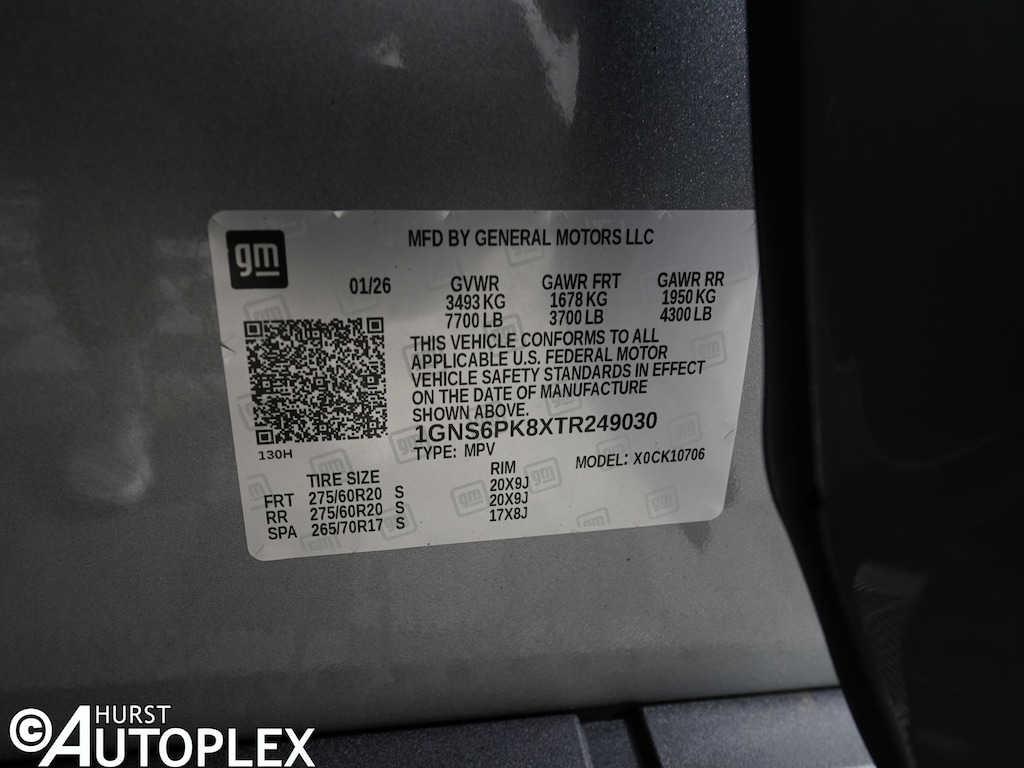 gm
MFD BY GENERAL MOTORS LLC
01/26 GVWR GAWR FRT GAWR RR
3493 KG 1678 KG 1950 KG
7700 LB 3700 LB 4300 LB
THIS VEHICLE CONFORMS TO ALL
APPLICABLE U.S. FEDERAL MOTOR
VEHICLE SAFETY STANDARDS IN EFFECT
ON THE DATE OF MANUFACTURE
SHOWN ABOVE.
1GNS6PK8XTR249030
130H
TYPE: MPV MODEL: X0CK10706
TIRE SIZE RIM
FRT 275/60R20 S 20X9J
RR 275/60R20 S 20X9J
SPA 265/70R17 S 17X8J
© HURST
AUTOPLEX